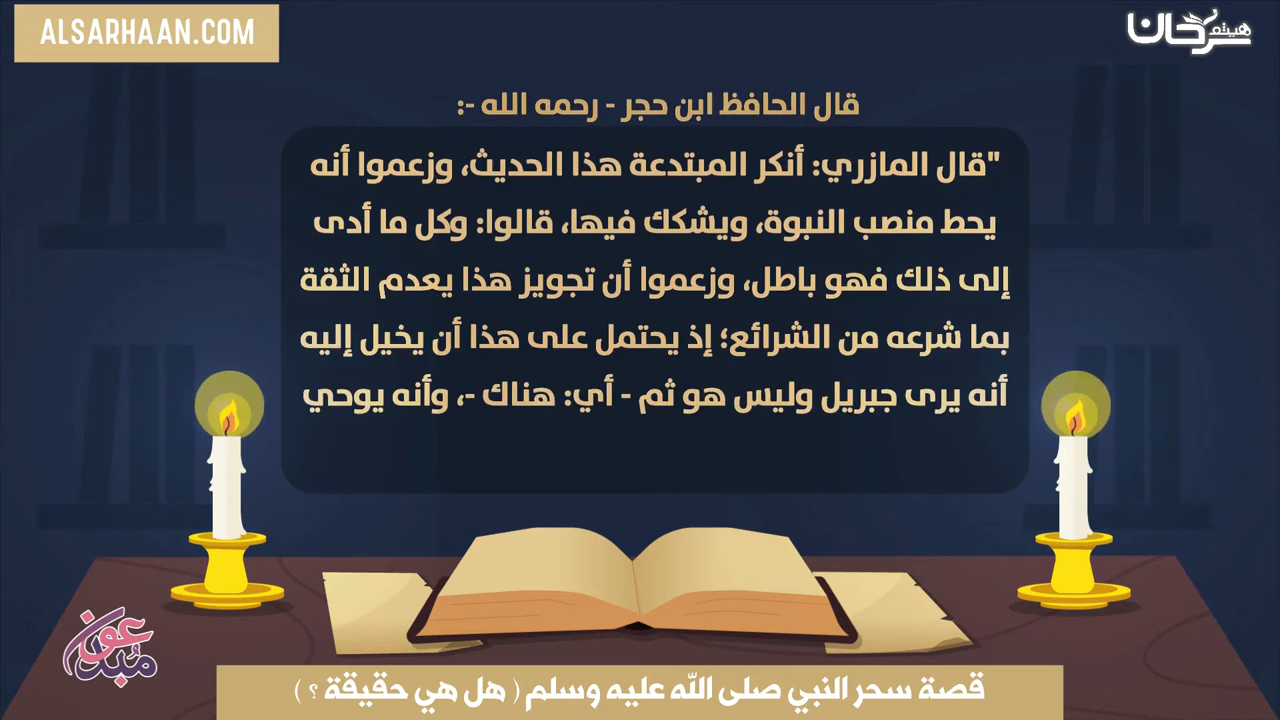 ALSARHAAN.COM
هيثم سرحان
قال الحافظ ابن حجر - رحمه الله -:
"قال المازري: أنكر المبتدعة هذا الحديث، وزعموا أنه
يحط منصب النبوة، ويشكك فيها، قالوا: وكل ما أدى
إلى ذلك فهو باطل، وزعموا أن تجويز هذا يعدم الثقة
بما شرعه من الشرائع؛ إذ يحتمل على هذا أن يخيل إليه
أنه يرى جبريل وليس هو ثم - أي: هناك -، وأنه يوحي
مبدعون
قصة سحر النبي صلى الله عليه وسلم ( هل هي حقيقة ؟ )